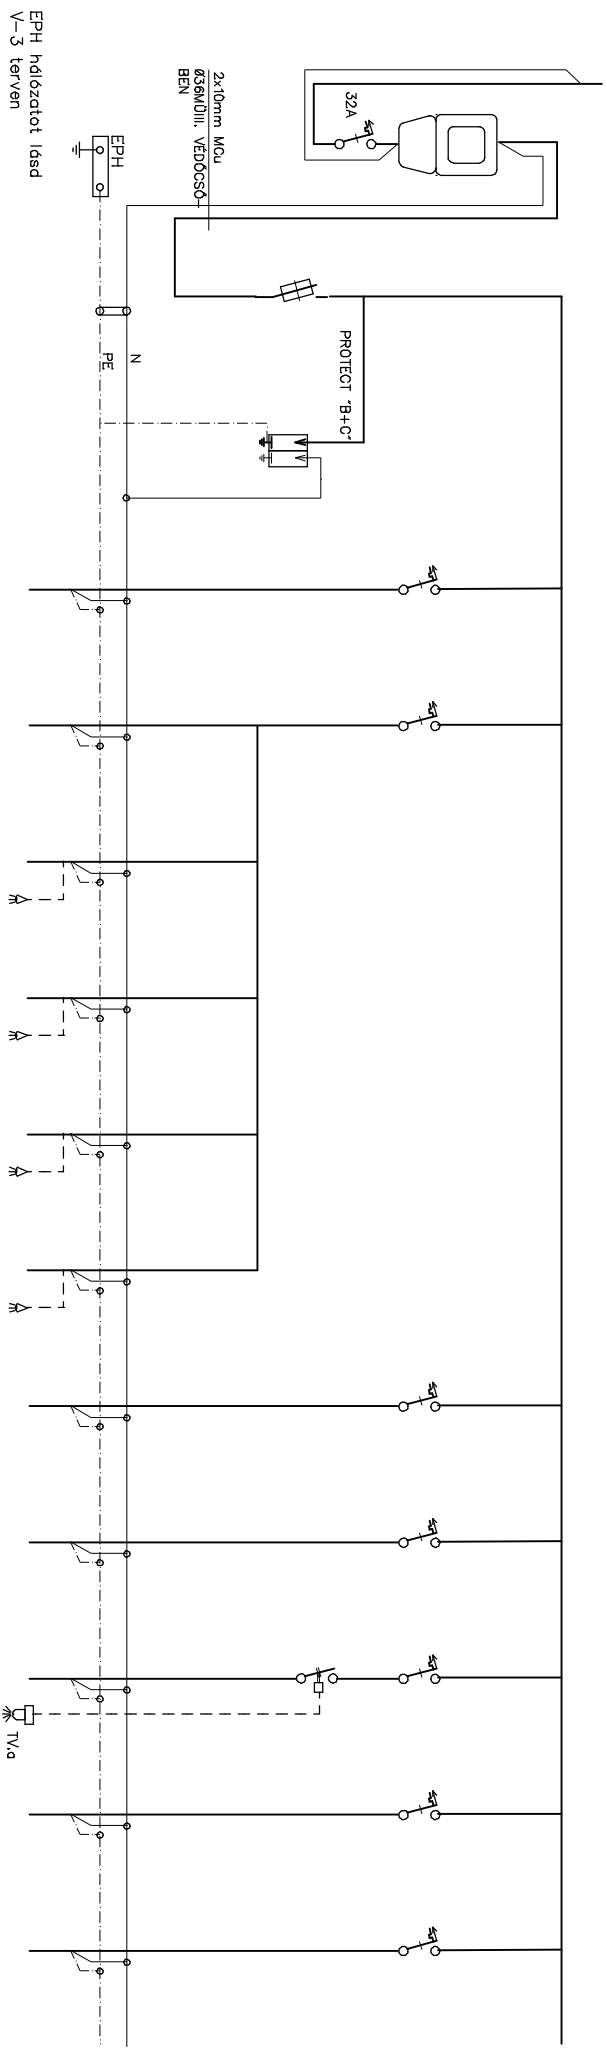 32A
2x10mm MCu
Ø36MŰIII. VÉDŐCSŐ
BEN
PROTECT "B+C"
EPH
N
PE
EPH hálózatot lásd
V-3 terven
TV.a